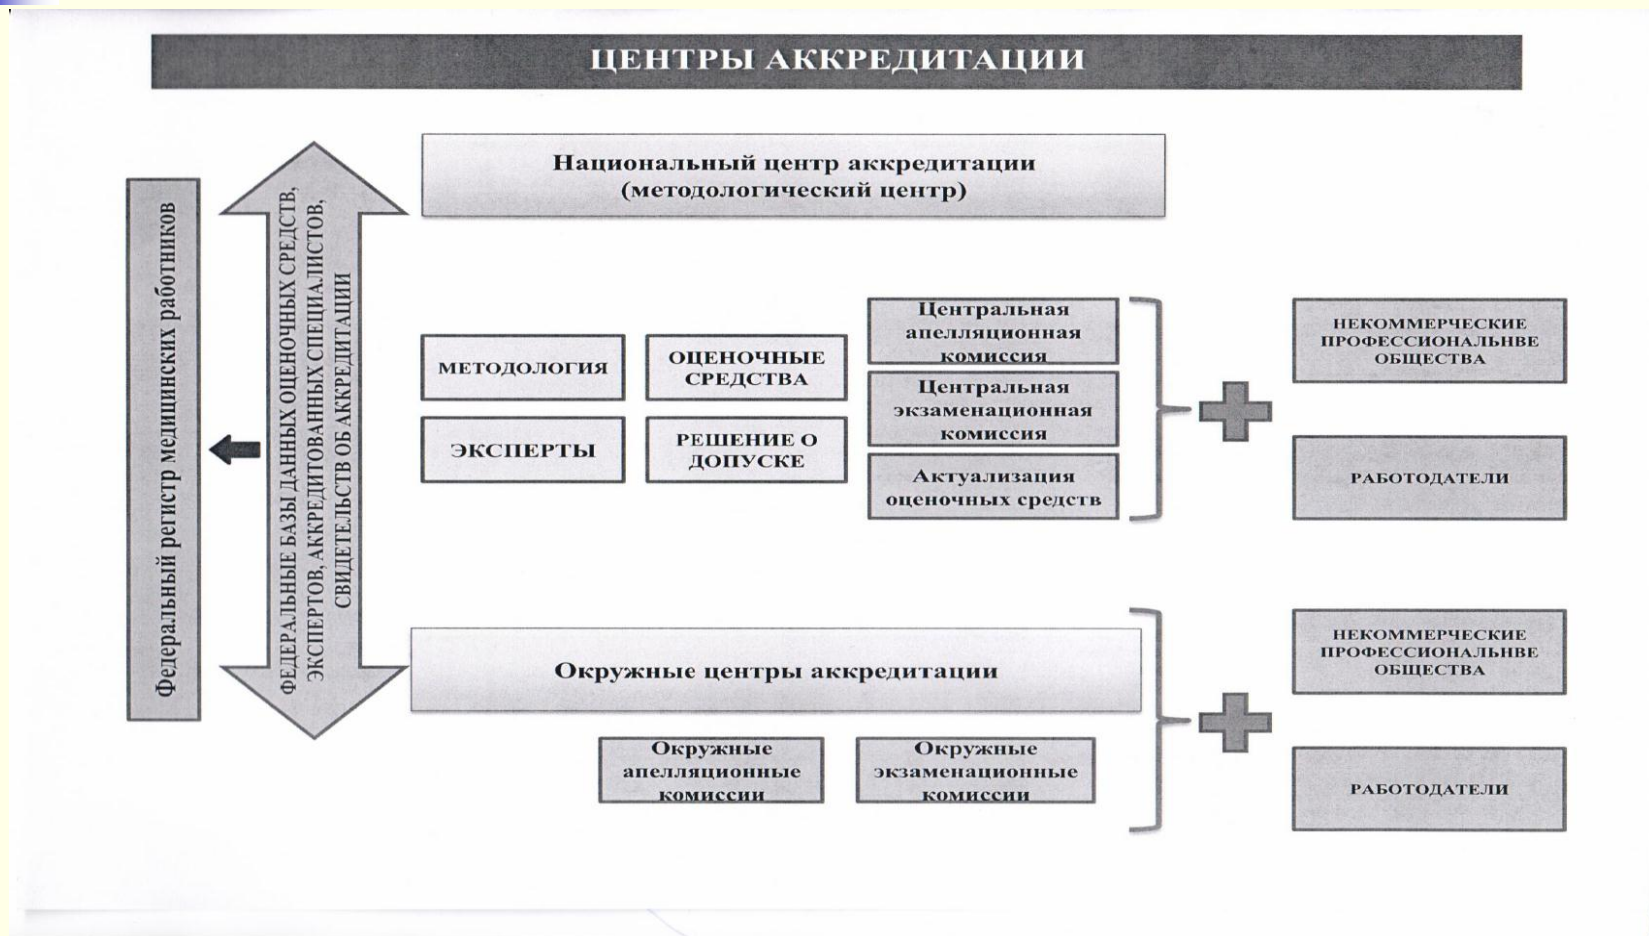 ЦЕНТРЫ АККРЕДИТАЦИИ
Национальный центр аккредитации
(методологический центр)
Федеральный регистр медицинских работников
ФЕДЕРАЛЬНЫЕ БАЗЫ ДАННЫХ ОЦЕНОЧНЫХ СРЕДСТВ,
ЭКСПЕРТОВ, АККРЕДИТОВАННЫХ СПЕЦИАЛИСТОВ,
СВИДЕТЕЛЬСТВ ОБ АККРЕДИТАЦИИ
МЕТОДОЛОГИЯ
ОЦЕНОЧНЫЕ
СРЕДСТВА
ЭКСПЕРТЫ
РЕШЕНИЕ О
ДОПУСКЕ
Центральная
апелляционная
комиссия
Центральная
экзаменационная
комиссия
Актуализация
оценочных средств
НЕКОММЕРЧЕСКИЕ
ПРОФЕССИОНАЛЬНВЕ
ОБЩЕСТВА
РАБОТОДАТЕЛИ
Окружные центры аккредитации
Окружные
апелляционные
комиссии
Окружные
экзаменационные
комиссии
НЕКОММЕРЧЕСКИЕ
ПРОФЕССИОНАЛЬНВЕ
ОБЩЕСТВА
РАБОТОДАТЕЛИ